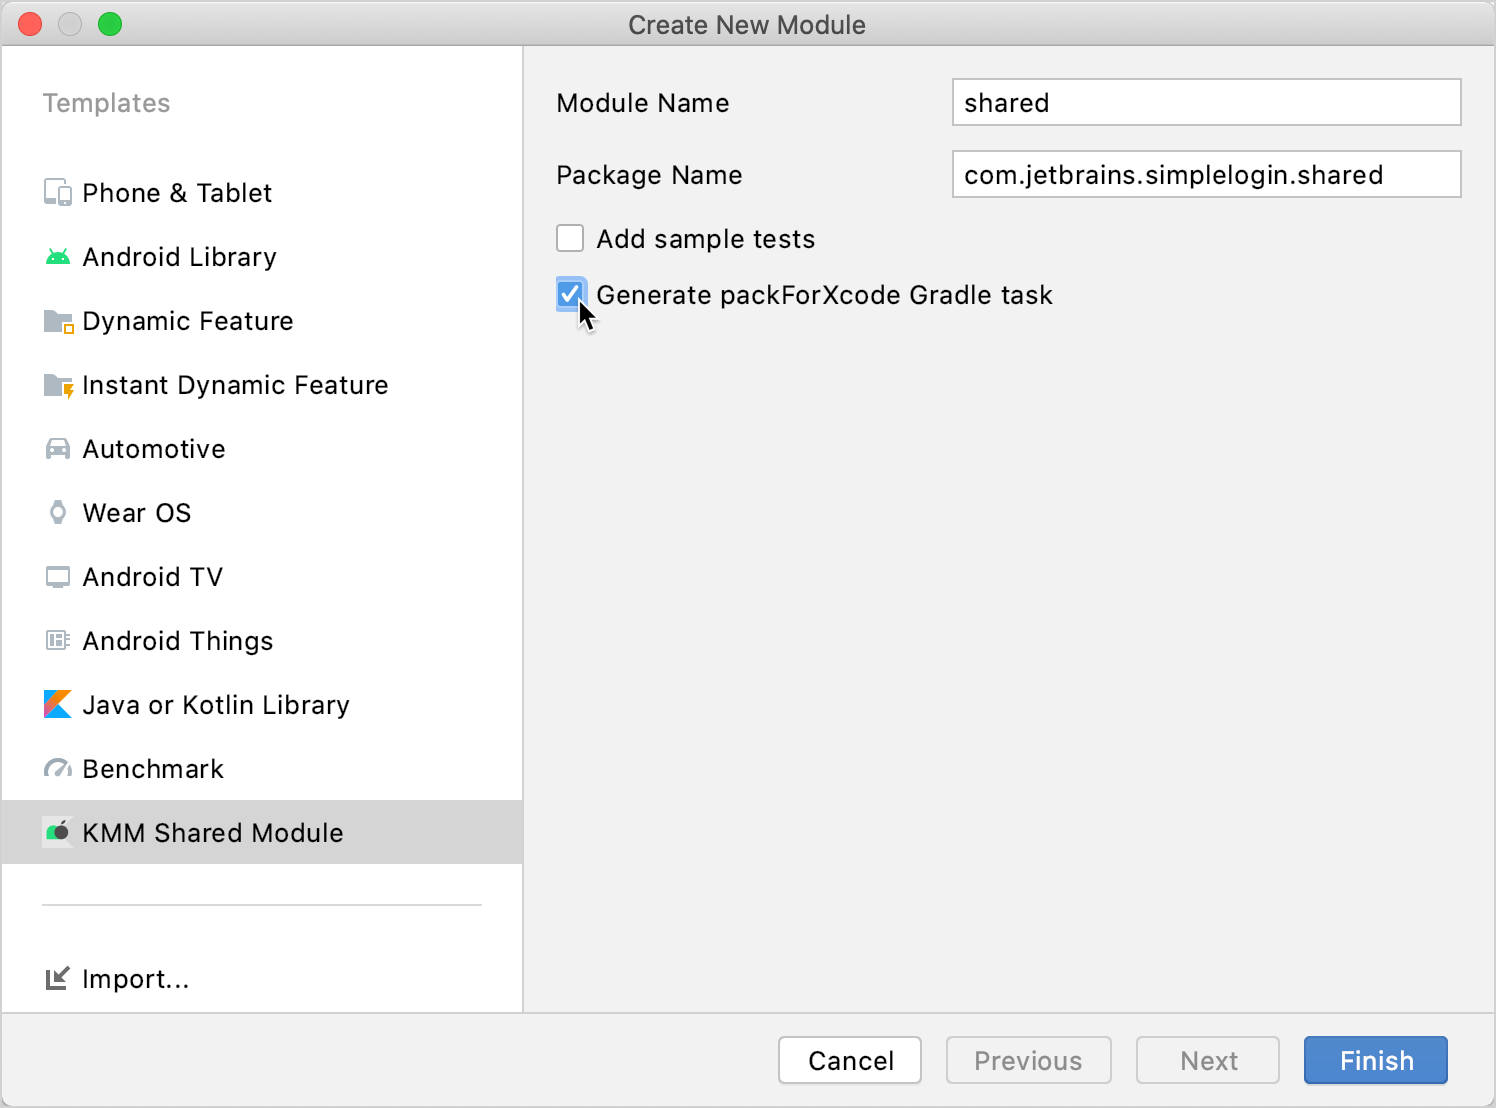 Create New Module
Templates
Phone & Tablet
Android Library
Dynamic Feature
Instant Dynamic Feature
Automotive
Wear OS
Android TV
Android Things
Java or Kotlin Library
Benchmark
KMM Shared Module
Import...
Module Name
shared
Package Name
com.jetbrains.simplelogin.shared
Add sample tests
Generate packForXcode Gradle task
Cancel
Previous
Next
Finish